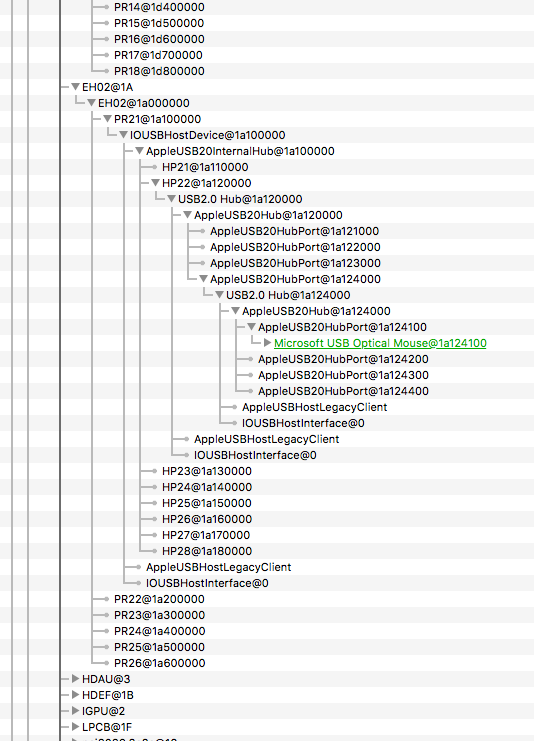 PR14@1d400000
PR15@1d500000
PR16@1d600000
PR17@1d700000
PR18@1d800000
EH02@1A
EH02@1a000000
PR21@1a100000
IOUSBHostDevice@1a100000
AppleUSB20InternalHub@1a100000
HP21@1a110000
HP22@1a120000
USB2.0 Hub@1a120000
AppleUSB20Hub@1a120000
AppleUSB20HubPort@1a121000
AppleUSB20HubPort@1a122000
AppleUSB20HubPort@1a123000
AppleUSB20HubPort@1a124000
USB2.0 Hub@1a124000
AppleUSB20Hub@1a124000
AppleUSB20HubPort@1a124100
Microsoft USB Optical Mouse@1a124100
AppleUSB20HubPort@1a124200
AppleUSB20HubPort@1a124300
AppleUSB20HubPort@1a124400
AppleUSBHostLegacyClient
IOUSBHostInterface@0
AppleUSBHostLegacyClient
IOUSBHostInterface@0
HP23@1a130000
HP24@1a140000
HP25@1a150000
HP26@1a160000
HP27@1a170000
HP28@1a180000
AppleUSBHostLegacyClient
IOUSBHostInterface@0
PR22@1a200000
PR23@1a300000
PR24@1a400000
PR25@1a500000
PR26@1a600000
HDAU@3
HDEF@1B
IGPU@2
LPCB@1F